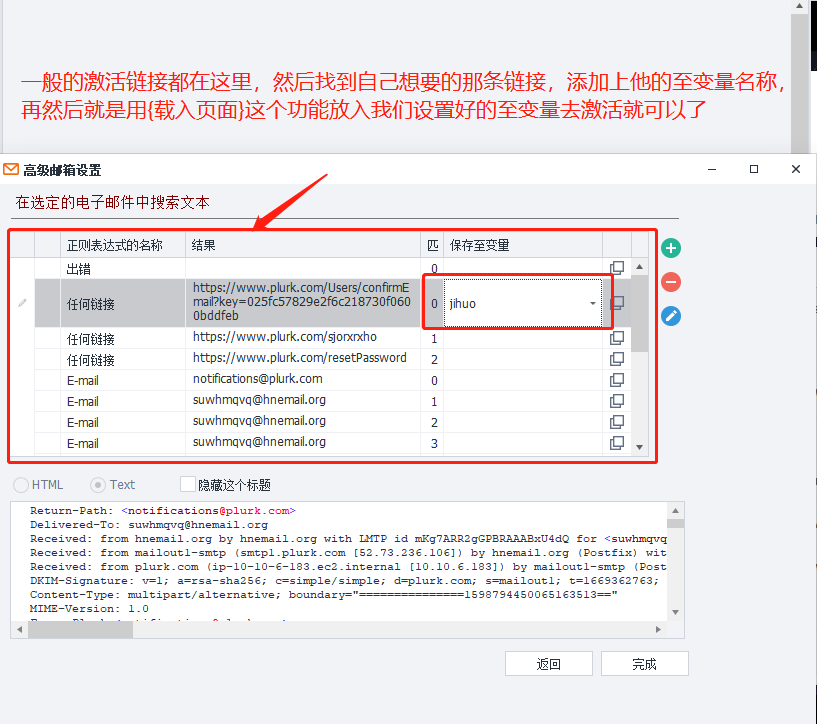 一般的激活链接都在这里，然后找到自己想要的那条链接，添加上他的至变量名称，
再然后就是用{载入页面}这个功能放入我们设置好的至变量去激活就可以了
高级邮箱设置
在选定的电子邮件中搜索文本
正则表达式的名称 结果 匹 保存至变量
出错 0
任何链接 https://www.plurk.com/Users/confirmE
mail?key=025fc57829e2f6c218730f060
0bddfeb 0 jihuo
任何链接 https://www.plurk.com/sjorxrxho 1
任何链接 https://www.plurk.com/resetPassword 2
E-mail notifications@plurk.com 0
E-mail suwhmqvq@hnemail.org 1
E-mail suwhmqvq@hnemail.org 2
E-mail suwhmqvq@hnemail.org 3
HTML Text 隐藏这个标题
Return-Path: <notifications@plurk.com>
Delivered-To: suwhmqvq@hnemail.org
Received: from hnemail.org by hnemail.org with LMTP id mKg7ARR2gGPBRAAABxU4dQ for <suwhmqvq
Received: from mailout1-smtp (smtp1.plurk.com [52.73.236.106]) by hnemail.org (Postfix) wit
Received: from plurk.com (ip-10-10-6-183.ec2.internal [10.10.6.183]) by mailout1-smtp (Post
DKIM-Signature: v=1; a=rsa-sha256; c=simple/simple; d=plurk.com; s=mailout1; t=1669362763;
Content-Type: multipart/alternative; boundary="===============1598794450065163513=="
MIME-Version: 1.0
返回 完成